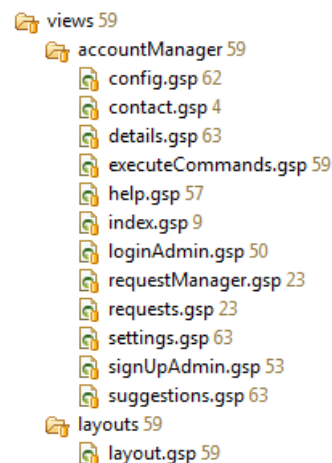 views 59
accountManager 59
config.gsp 62
contact.gsp 4
details.gsp 63
executeCommands.gsp 59
help.gsp 57
index.gsp 9
loginAdmin.gsp 50
requestManager.gsp 23
requests.gsp 23
settings.gsp 63
signUpAdmin.gsp 53
suggestions.gsp 63
layouts 59
layout.gsp 59